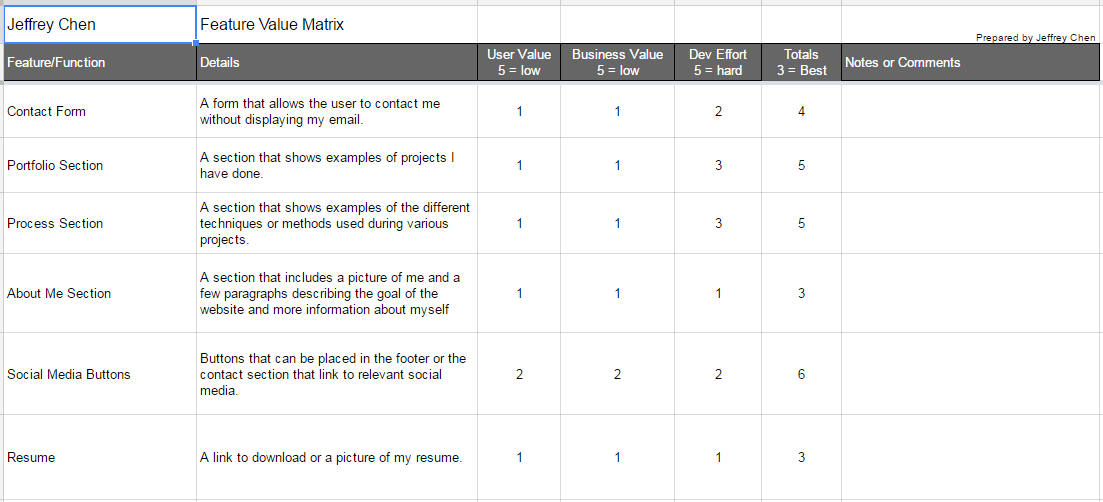 Jeffrey Chen Feature Value Matrix
Prepared by Jeffrey Chen
Feature/Function Details User Value Business Value Dev Effort Totals Notes or Comments
5 = low 5 = low 5 = hard 3 = Best
Contact Form
A form that allows the user to contact me
without displaying my email.
1 1 2 4
Portfolio Section
A section that shows examples of projects I
have done.
1 1 3 5
Process Section
A section that shows examples of the different
techniques or methods used during various
projects.
1 1 3 5
About Me Section
A section that includes a picture of me and a
few paragraphs describing the goal of the
website and more information about myself
1 1 1 3
Social Media Buttons
Buttons that can be placed in the footer or the
contact section that link to relevant social
media.
2 2 2 6
Resume
A link to download or a picture of my resume.
1 1 1 3